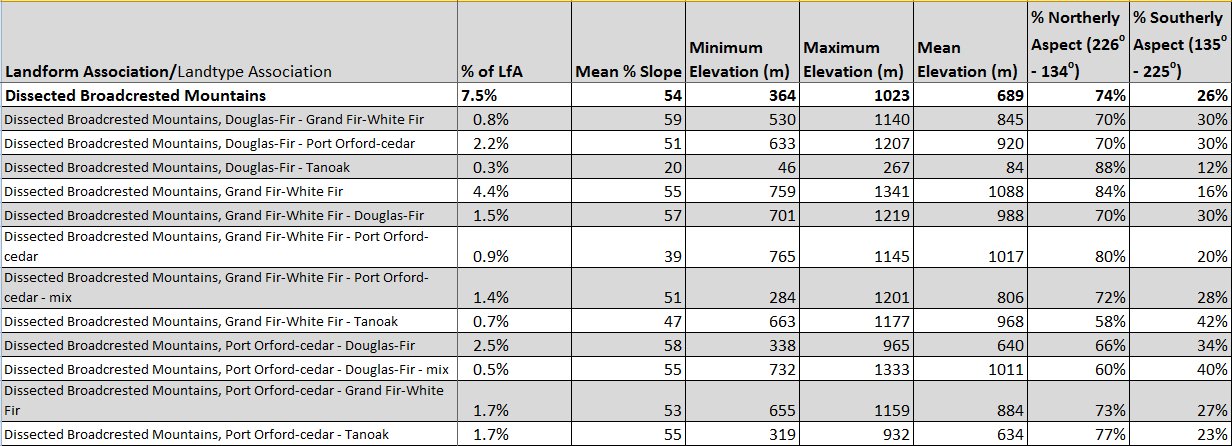 Landform Association/Landtype Association % of LfA Mean % Slope Minimum Elevation (m) Maximum Elevation (m) Mean Elevation (m) % Northerly Aspect (226° - 134°) % Southerly Aspect (135° - 225°)
Dissected Broadcrested Mountains 7.5% 54 364 1023 689 74% 26%
Dissected Broadcrested Mountains, Douglas-Fir - Grand Fir-White Fir 0.8% 59 530 1140 845 70% 30%
Dissected Broadcrested Mountains, Douglas-Fir - Port Orford-cedar 2.2% 51 633 1207 920 70% 30%
Dissected Broadcrested Mountains, Douglas-Fir - Tanoak 0.3% 20 46 267 84 88% 12%
Dissected Broadcrested Mountains, Grand Fir-White Fir 4.4% 55 759 1341 1088 84% 16%
Dissected Broadcrested Mountains, Grand Fir-White Fir - Douglas-Fir 1.5% 57 701 1219 988 70% 30%
Dissected Broadcrested Mountains, Grand Fir-White Fir - Port Orford-
cedar 0.9% 39 765 1145 1017 80% 20%
Dissected Broadcrested Mountains, Grand Fir-White Fir - Port Orford-
cedar - mix 1.4% 51 284 1201 806 72% 28%
Dissected Broadcrested Mountains, Grand Fir-White Fir - Tanoak 0.7% 47 663 1177 968 58% 42%
Dissected Broadcrested Mountains, Port Orford-cedar - Douglas-Fir 2.5% 58 338 965 640 66% 34%
Dissected Broadcrested Mountains, Port Orford-cedar - Douglas-Fir - mix 0.5% 55 732 1333 1011 60% 40%
Dissected Broadcrested Mountains, Port Orford-cedar - Grand Fir-White
Fir 1.7% 53 655 1159 884 73% 27%
Dissected Broadcrested Mountains, Port Orford-cedar - Tanoak 1.7% 55 319 932 634 77% 23%